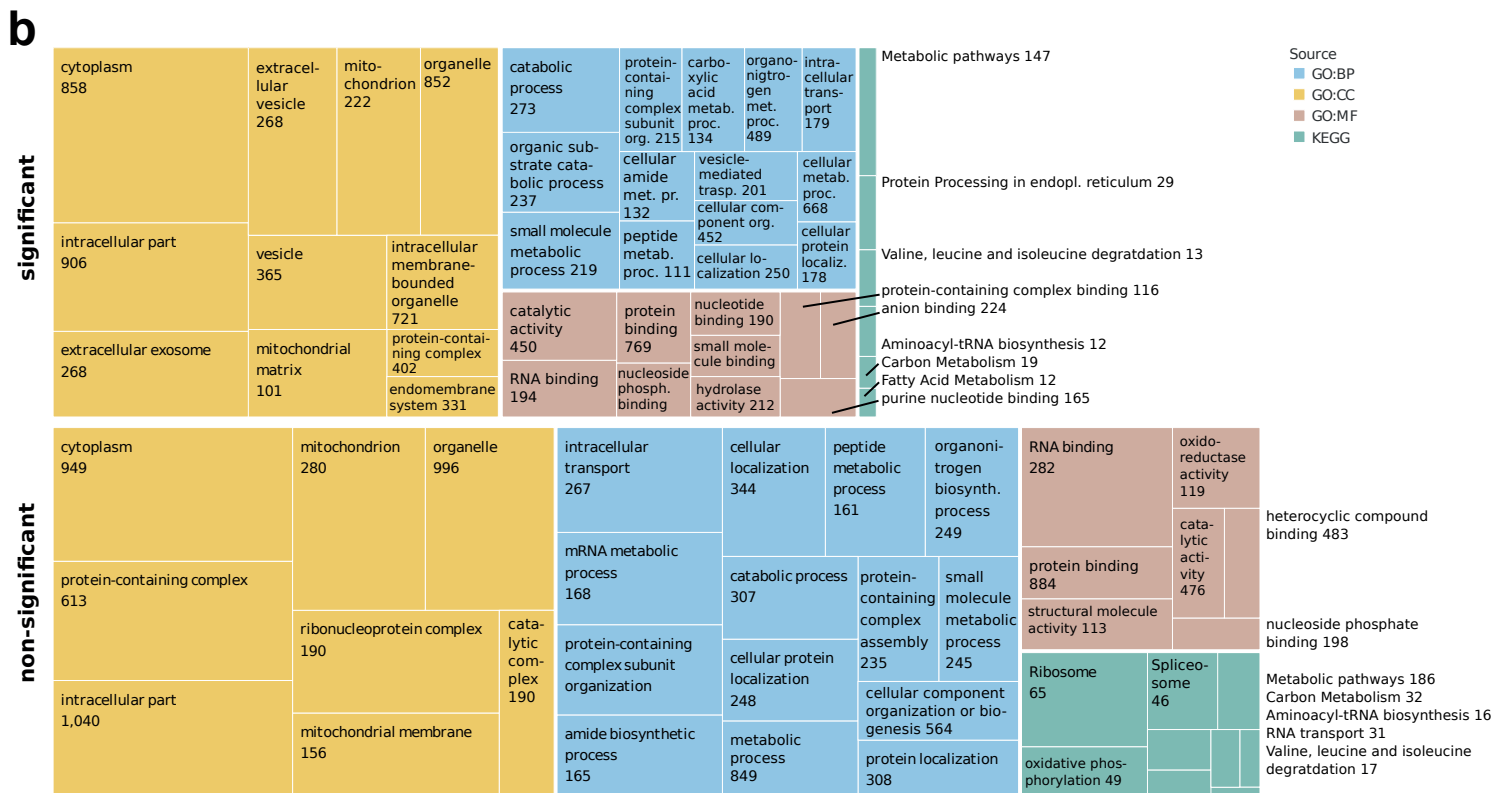 b
significant
cytoplasm
858
intracellular part
906
extracellular exosome
268
extracel-
lular
vesicle
268
mito-
chondrion
222
organelle
852
vesicle
365
mitochondrial
matrix
101
intracellular
membrane-
bounded
organelle
721
protein-contai-
ning complex
402
endomembrane
system 331
catabolic
process
273
organic sub-
strate cata-
bolic process
237
small molecule
metabolic
process 219
protein-
contai-
ning
complex
subunit
org. 215
carbo-
xylic
acid
metab.
proc.
134
organo-
nigtro-
gen
met.
proc.
489
intra-
cellular
trans-
port
179
cellular
amide
met. pr.
132
peptide
metab.
proc. 111
vesicle-
mediated
trasp. 201
cellular com-
ponent org.
452
cellular lo-
calization 250
cellular
metab.
proc.
668
cellular
protein
localiz.
178
catalytic
activity
450
RNA binding
194
protein
binding
769
nucleoside
phosph.
binding
nucleotide
binding 190
small mole-
cule binding
hydrolase
activity 212
Metabolic pathways 147
Protein Processing in endopl. reticulum 29
Valine, leucine and isoleucine degratdation 13
protein-containing complex binding 116
anion binding 224
Aminoacyl-tRNA biosynthesis 12
Carbon Metabolism 19
Fatty Acid Metabolism 12
purine nucleotide binding 165
Source
GO:BP
GO:CC
GO:MF
KEGG
non-significant
cytoplasm
949
protein-containing complex
613
intracellular part
1,040
mitochondrion
280
organelle
996
ribonucleoprotein complex
190
mitochondrial membrane
156
cata-
lytic
com-
plex
190
intracellular
transport
267
mRNA metabolic
process
168
protein-containing
complex subunit
organization
amide biosynthetic
process
165
cellular
localization
344
peptide
metabolic
process
161
organoni-
trogen
biosynth.
process
249
catabolic process
307
cellular protein
localization
248
metabolic
process
849
protein-
containing
complex
assembly
235
small
molecule
metabolic
process
245
cellular component
organization or bio-
genesis 564
protein localization
308
RNA binding
282
protein binding
884
structural molecule
activity 113
oxido-
reductase
activity
119
cata-
lytic
acti-
vity
476
heterocyclic compound
binding 483
nucleoside phosphate
binding 198
Ribosome
65
oxidative phos-
phorylation 49
Spliceo-
some
46
Metabolic pathways 186
Carbon Metabolism 32
Aminoacyl-tRNA biosynthesis 16
RNA transport 31
Valine, leucine and isoleucine
degratdation 17